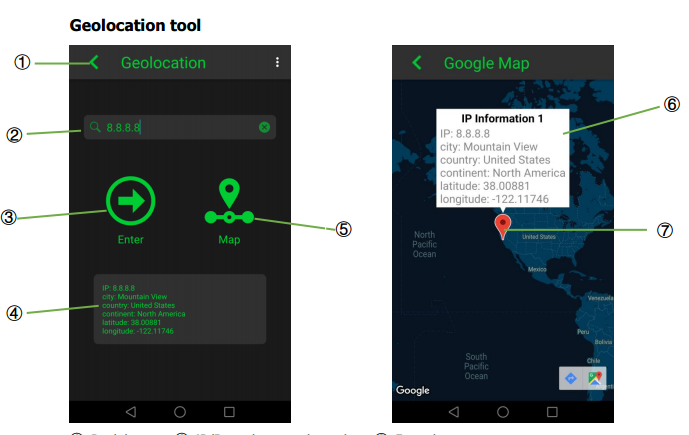 Geolocation tool
①
Geolocation
②
8.8.8.8
③
Enter
Map
⑤
④
IP: 8.8.8.8
city: Mountain View
country: United States
continent: North America
latitude: 38.00881
longitude: -122.11746
Google Map
⑥
IP Information 1
IP: 8.8.8.8
city: Mountain View
country: United States
continent: North America
latitude: 38.00881
longitude: -122.11746
⑦
North
Pacific
Ocean
United States
Mexico
Venezuela
Peru
Bolivia
Chile
South
Pacific
Ocean
Google